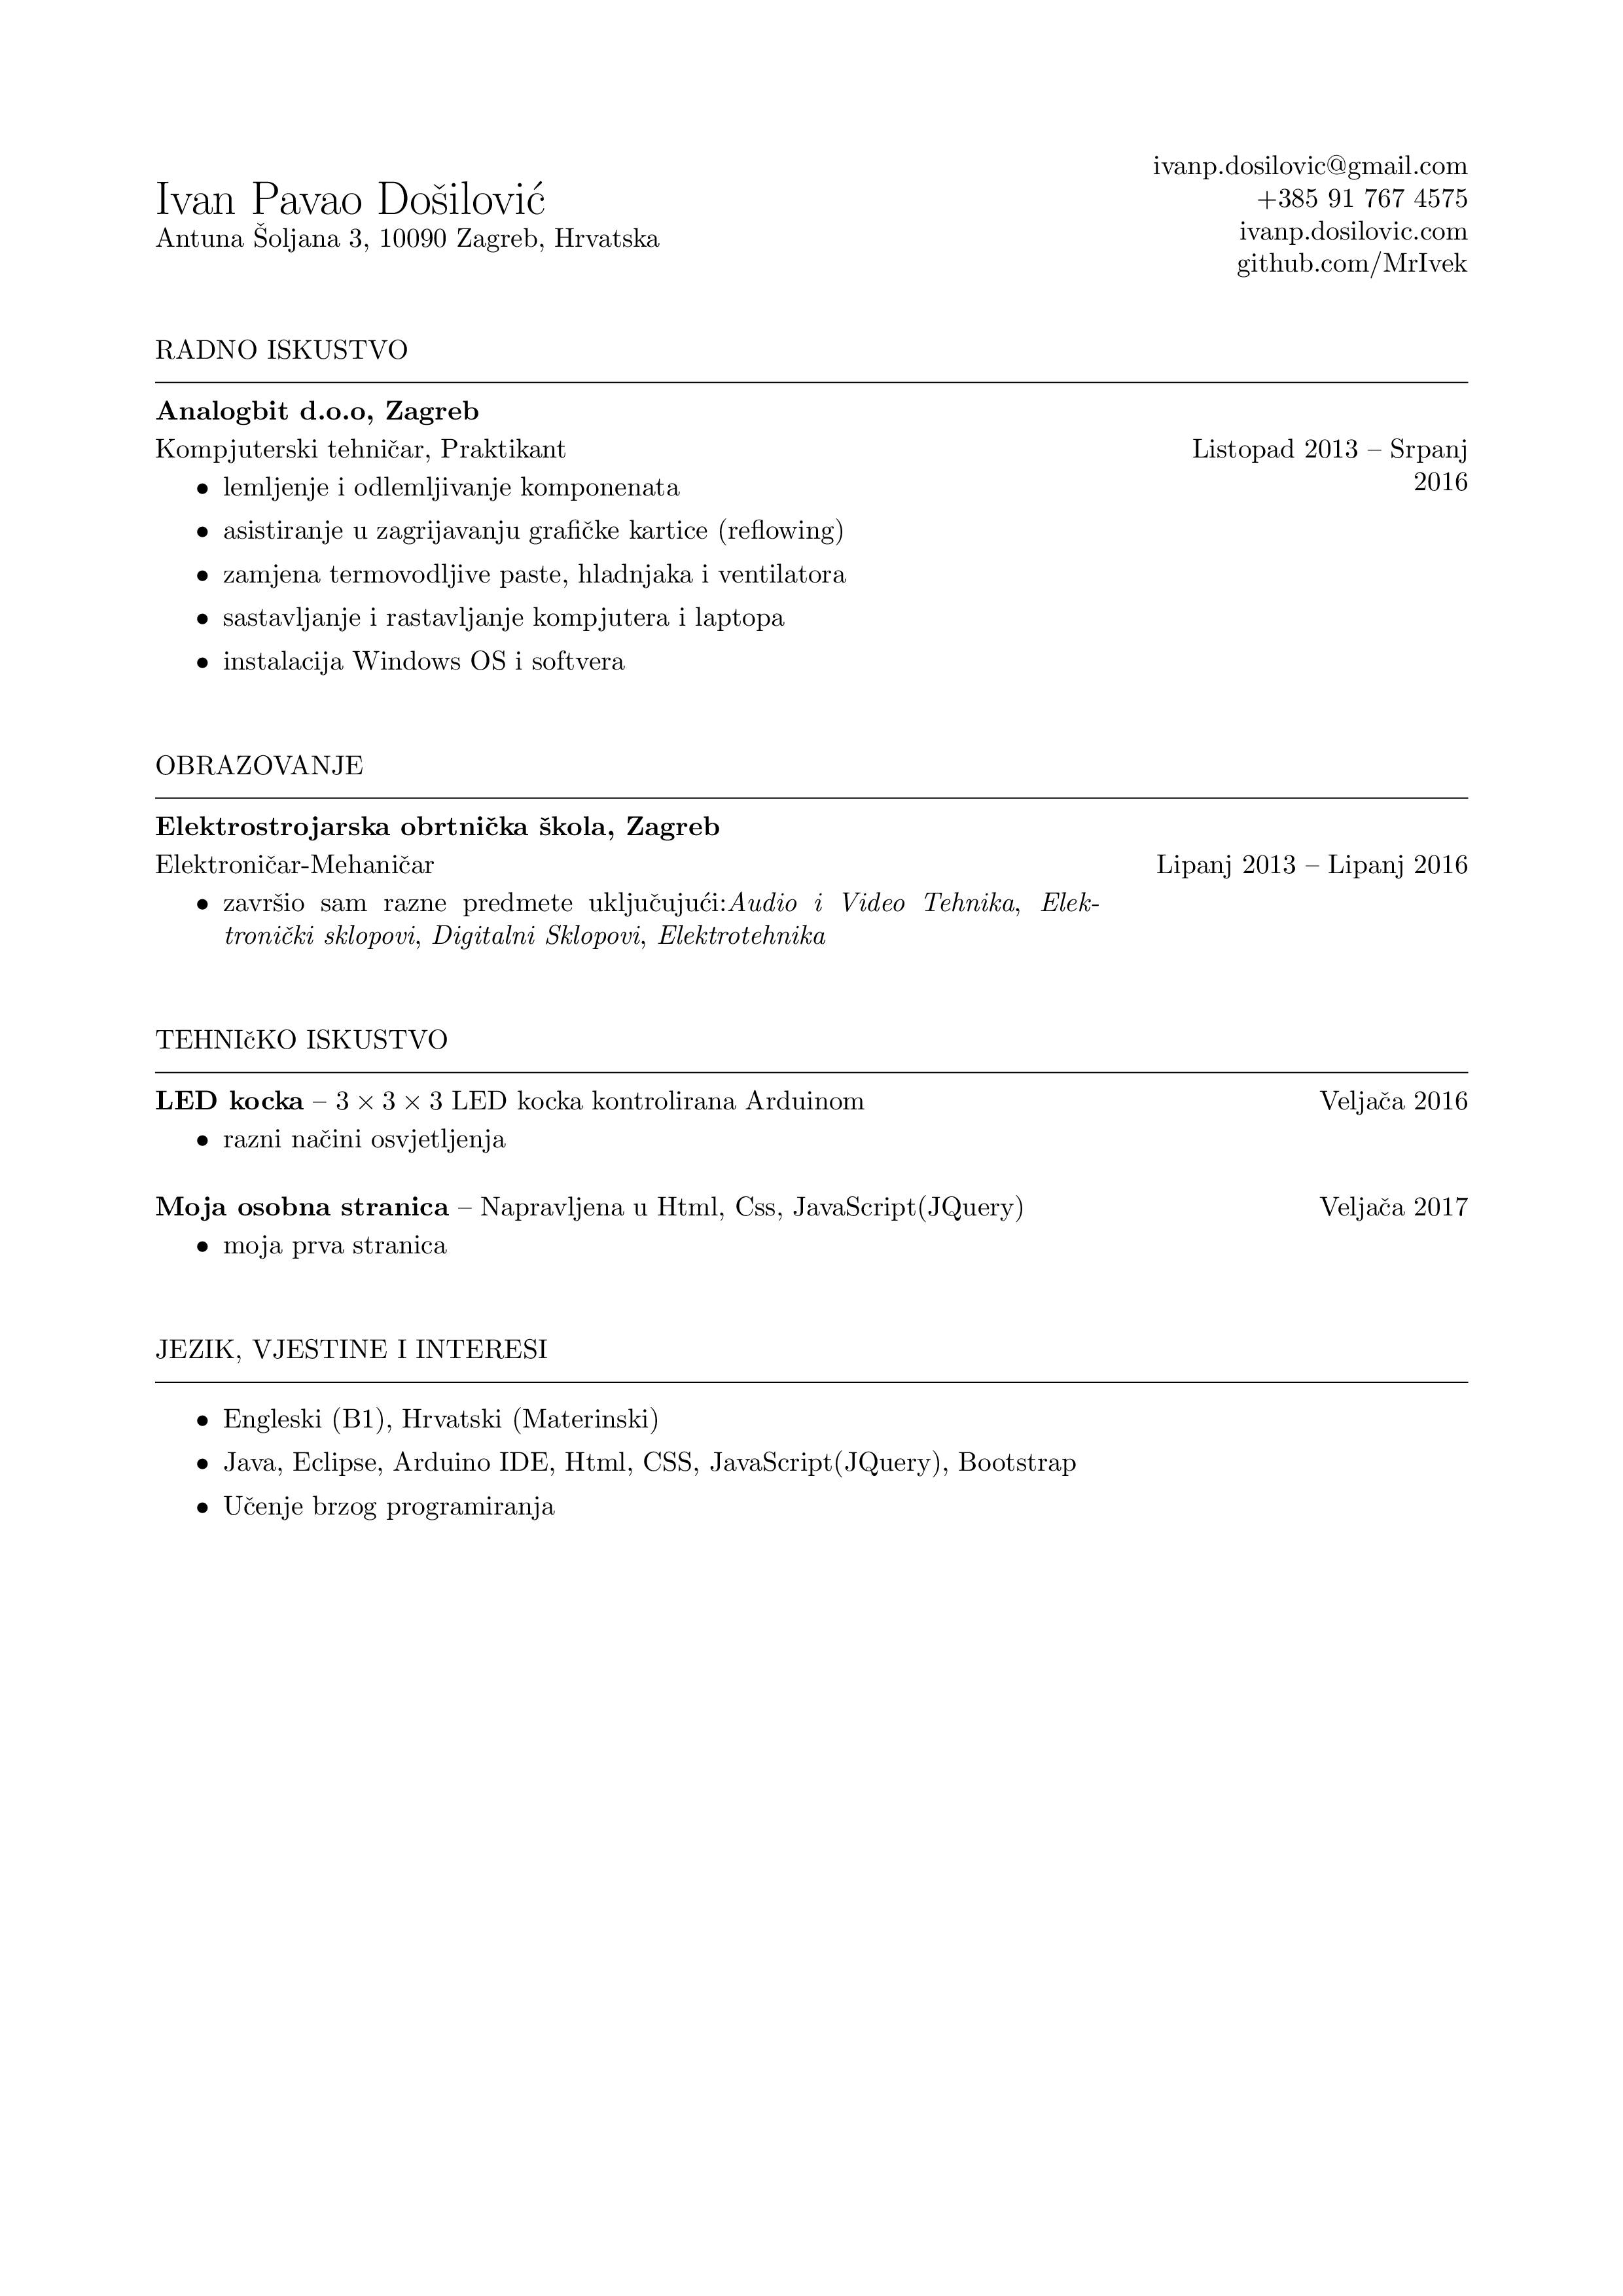 Ivan Pavao Došilović
Antuna Šoljana 3, 10090 Zagreb, Hrvatska
ivanp.dosilovic@gmail.com
+385 91 767 4575
ivanp.dosilovic.com
github.com/MrIvek
RADNO ISKUSTVO
Analogbit d.o.o, Zagreb
Kompjuterski tehničar, Praktikant
Listopad 2013 – Srpanj
2016
• lemljenje i odlemljivanje komponenata
• asistiranje u zagrijavanju grafičke kartice (reflowing)
• zamjena termovodljive paste, hladnjaka i ventilatora
• sastavljanje i rastavljanje kompjutera i laptopa
• instalacija Windows OS i softvera
OBRAZOVANJE
Elektrostrojarska obrtnička škola, Zagreb
Elektroničar-Mehaničar
Lipanj 2013 – Lipanj 2016
• završio sam razne predmete uključujući:Audio i Video Tehnika, Elek-
tronički sklopovi, Digitalni Sklopovi, Elektrotehnika
TEHNIčKO ISKUSTVO
LED kocka – 3 × 3 × 3 LED kocka kontrolirana Arduinom
Veljača 2016
• razni načini osvjetljenja
Moja osobna stranica – Napravljena u Html, Css, JavaScript(JQuery)
Veljača 2017
• moja prva stranica
JEZIK, VJESTINE I INTERESI
• Engleski (B1), Hrvatski (Materinski)
• Java, Eclipse, Arduino IDE, Html, CSS, JavaScript(JQuery), Bootstrap
• Učenje brzog programiranja